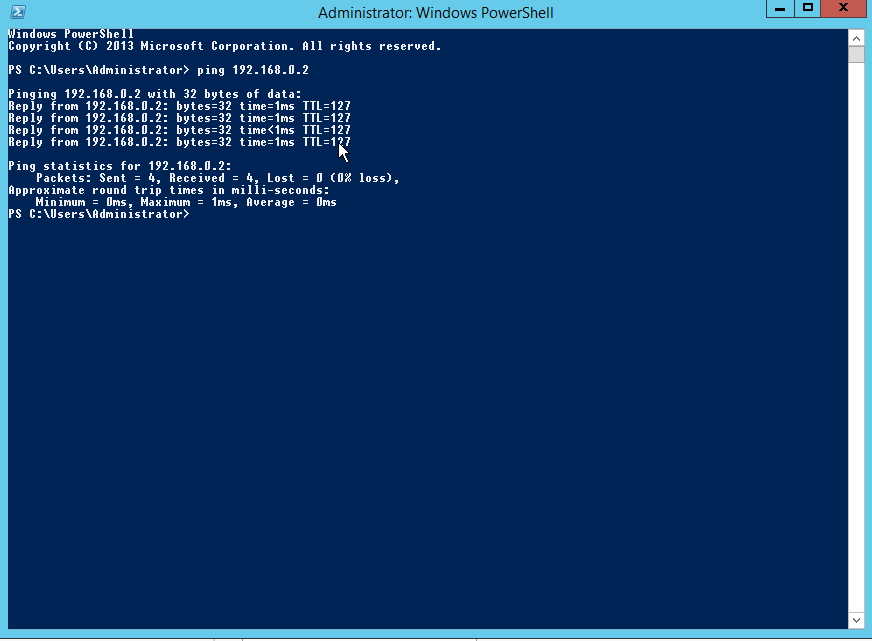 Administrator: Windows PowerShell
Windows PowerShell
Copyright (C) 2013 Microsoft Corporation. All rights reserved.
PS C:\Users\Administrator> ping 192.168.0.2
Pinging 192.168.0.2 with 32 bytes of data:
Reply from 192.168.0.2: bytes=32 time=1ms TTL=127
Reply from 192.168.0.2: bytes=32 time=1ms TTL=127
Reply from 192.168.0.2: bytes=32 time<1ms TTL=127
Reply from 192.168.0.2: bytes=32 time=1ms TTL=127
Ping statistics for 192.168.0.2:
    Packets: Sent = 4, Received = 4, Lost = 0 (0% loss),
Approximate round trip times in milli-seconds:
    Minimum = 0ms, Maximum = 1ms, Average = 0ms
PS C:\Users\Administrator>